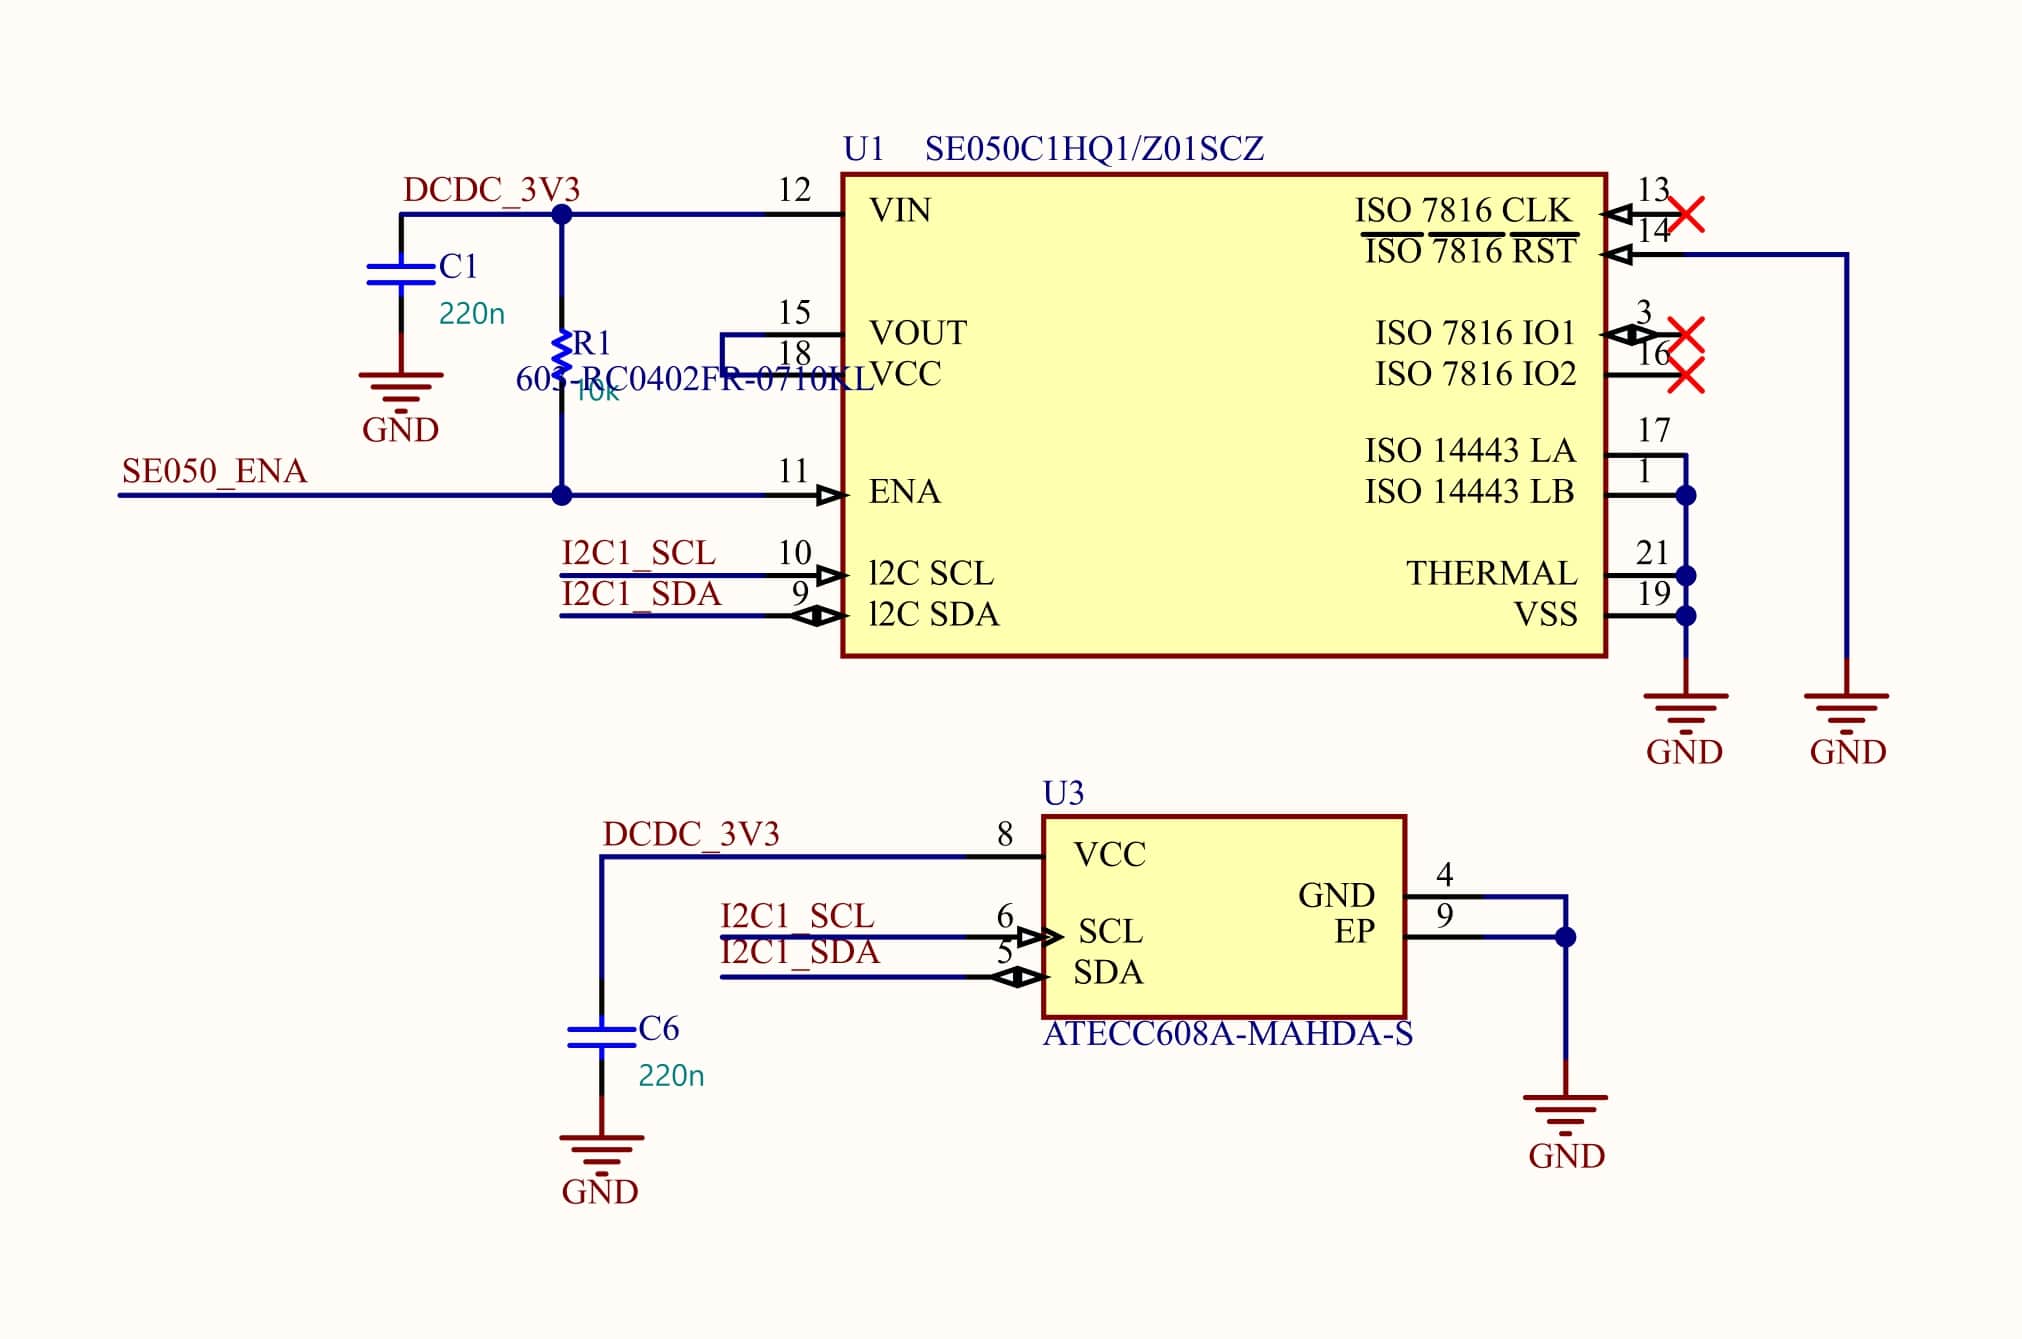 U1 SE050C1HQ1/Z01SCZ
DCDC_3V3
12
VIN
ISO 7816 CLK
13
ISO 7816 RST
14
C1
220n
15
VOUT
ISO 7816 IO1
3
R1
18
VCC
ISO 7816 IO2
16
603-RC0402FR-0710KL
10k
GND
ISO 14443 LA
17
SE050_ENA
11
ENA
ISO 14443 LB
1
I2C1_SCL
10
I2C SCL
THERMAL
21
I2C1_SDA
9
I2C SDA
VSS
19
GND
GND
U3
DCDC_3V3
8
VCC
GND
4
I2C1_SCL
6
SCL
EP
9
I2C1_SDA
5
SDA
ATECC608A-MAHDA-S
C6
220n
GND
GND